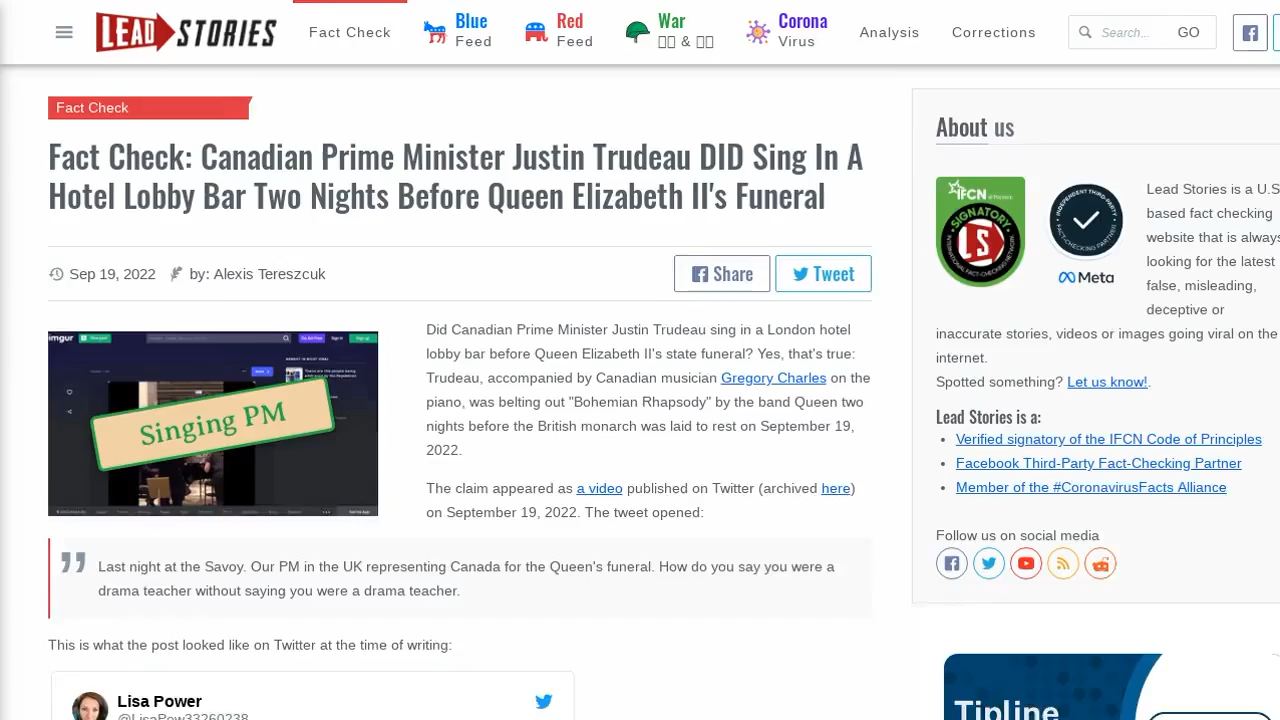 LEAD STORIES
Fact Check
Blue
Feed
Red
Feed
War
&
Corona
Virus
Analysis
Corrections
Search...
GO
Fact Check
Fact Check: Canadian Prime Minister Justin Trudeau DID Sing In A
Hotel Lobby Bar Two Nights Before Queen Elizabeth II's Funeral
Sep 19, 2022
by: Alexis Tereszcuk
Share
Tweet
imgur
Singing PM
Did Canadian Prime Minister Justin Trudeau sing in a London hotel
lobby bar before Queen Elizabeth II's state funeral? Yes, that's true:
Trudeau, accompanied by Canadian musician Gregory Charles on the
piano, was belting out "Bohemian Rhapsody" by the band Queen two
nights before the British monarch was laid to rest on September 19,
2022.
The claim appeared as a video published on Twitter (archived here)
on September 19, 2022. The tweet opened:
Last night at the Savoy. Our PM in the UK representing Canada for the Queen's funeral. How do you say you were a
drama teacher without saying you were a drama teacher.
This is what the post looked like on Twitter at the time of writing:
Lisa Power
@LisaPow33260238
About us
IFCN
SIGNATORY
INTERNATIONAL FACT-CHECKING NETWORK
LS
INDEPENDENT THIRD-PARTY
FACT-CHECKING PARTNER
Meta
Lead Stories is a U.S.
based fact checking
website that is always
looking for the latest
false, misleading,
deceptive or
inaccurate stories, videos or images going viral on the
internet.
Spotted something? Let us know!.
Lead Stories is a:
Verified signatory of the IFCN Code of Principles
Facebook Third-Party Fact-Checking Partner
Member of the #CoronavirusFacts Alliance
Follow us on social media
Tipline